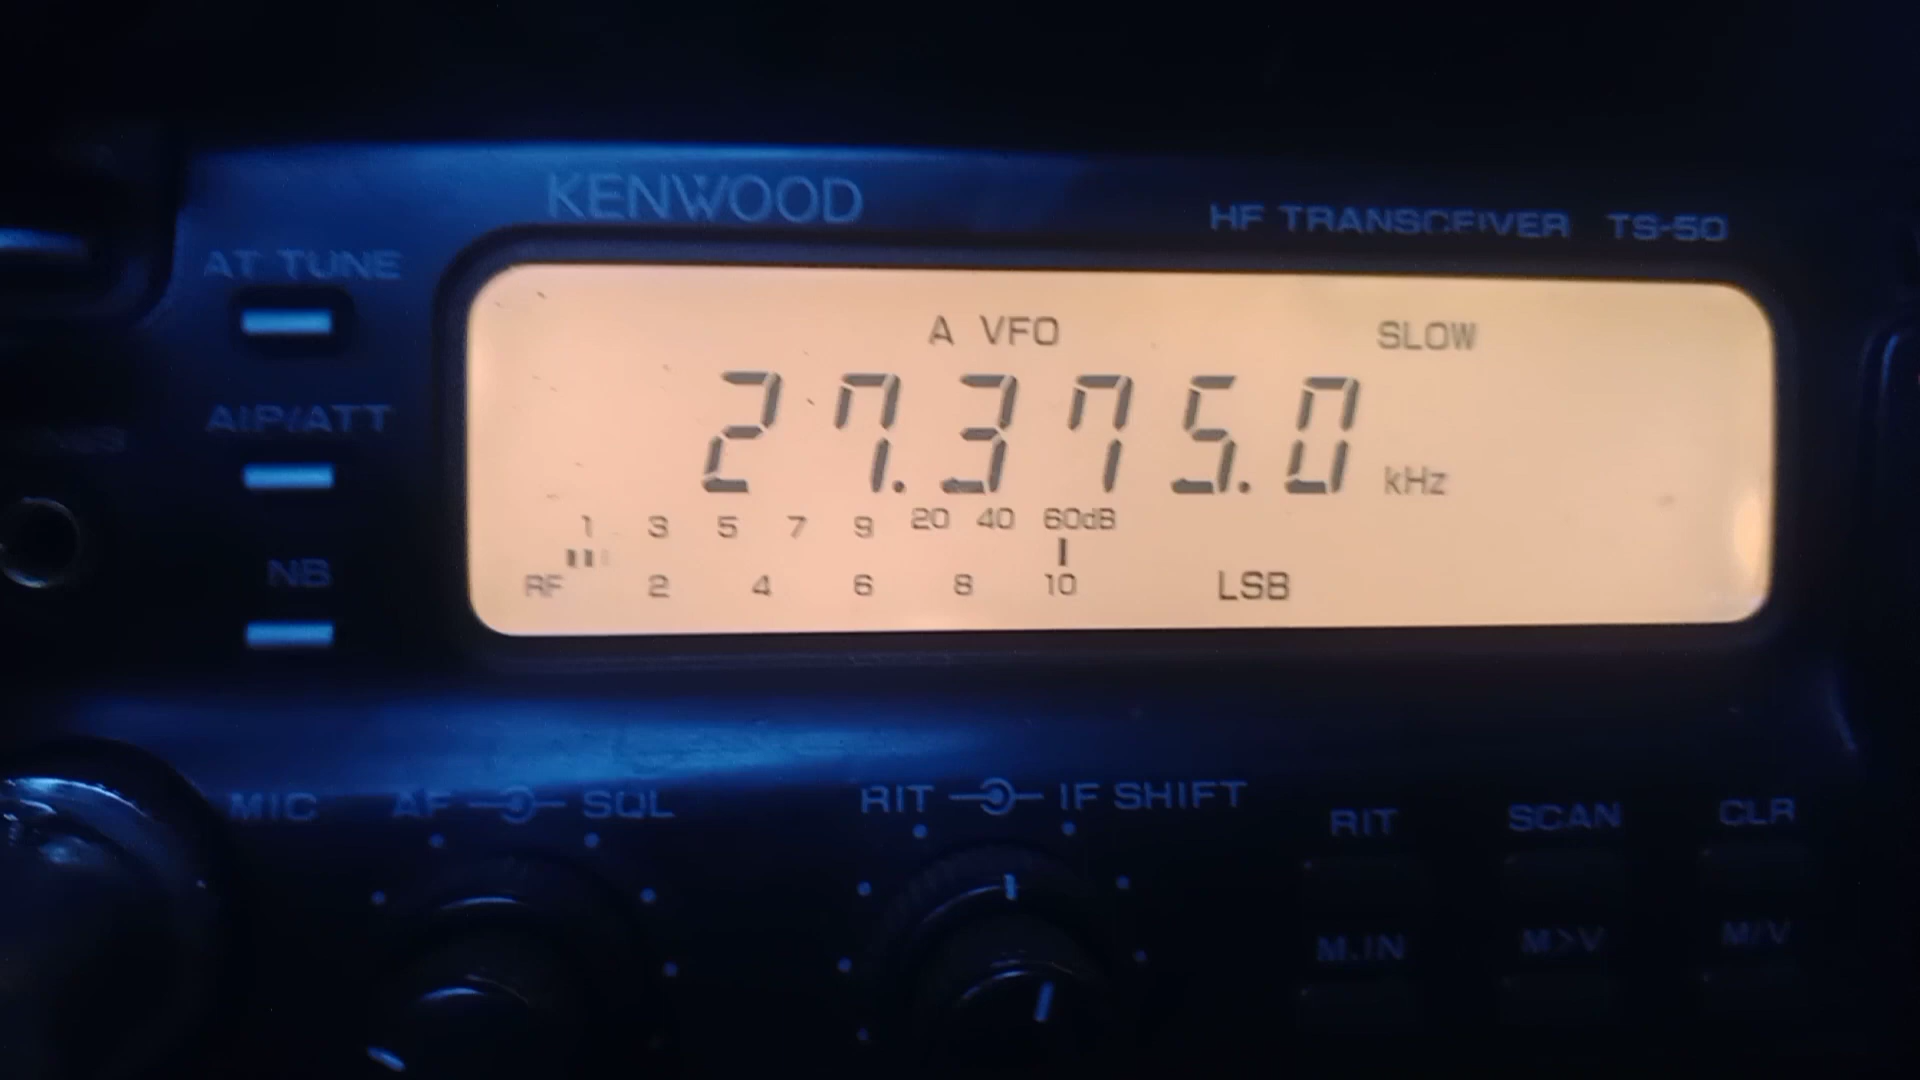 KENWOOD
HF TRANSCEIVER TS-50
AT TUNE
A VFO
SLOW
27.375.0 kHz
AIP/ATT
1 3 5 7 9 20 40 60dB
NB
RF 2 4 6 8 10
LSB
MIC
AF SQL
RIT IF SHIFT
RIT
SCAN
CLR
M.IN
M>V
M/V